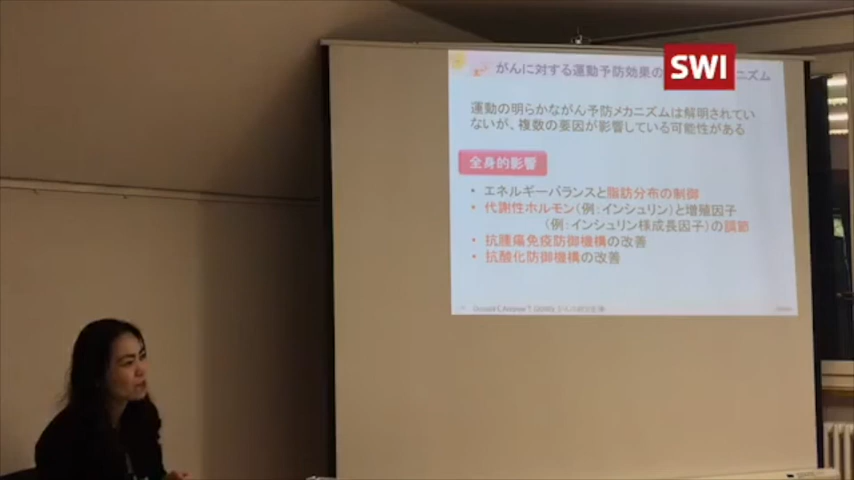 がんに対する運動予防効果の
SWI
ニズム
運動の明らかながん予防メカニズムは解明されてい
ないが、複数の要因が影響している可能性がある
全身的影響
• エネルギーバランスと脂肪分布の制御
• 代謝性ホルモン（例：インシュリン）と増殖因子
（例：インシュリン様成長因子）の調節
• 抗腫瘍免疫防御機構の改善
• 抗酸化防御機構の改善